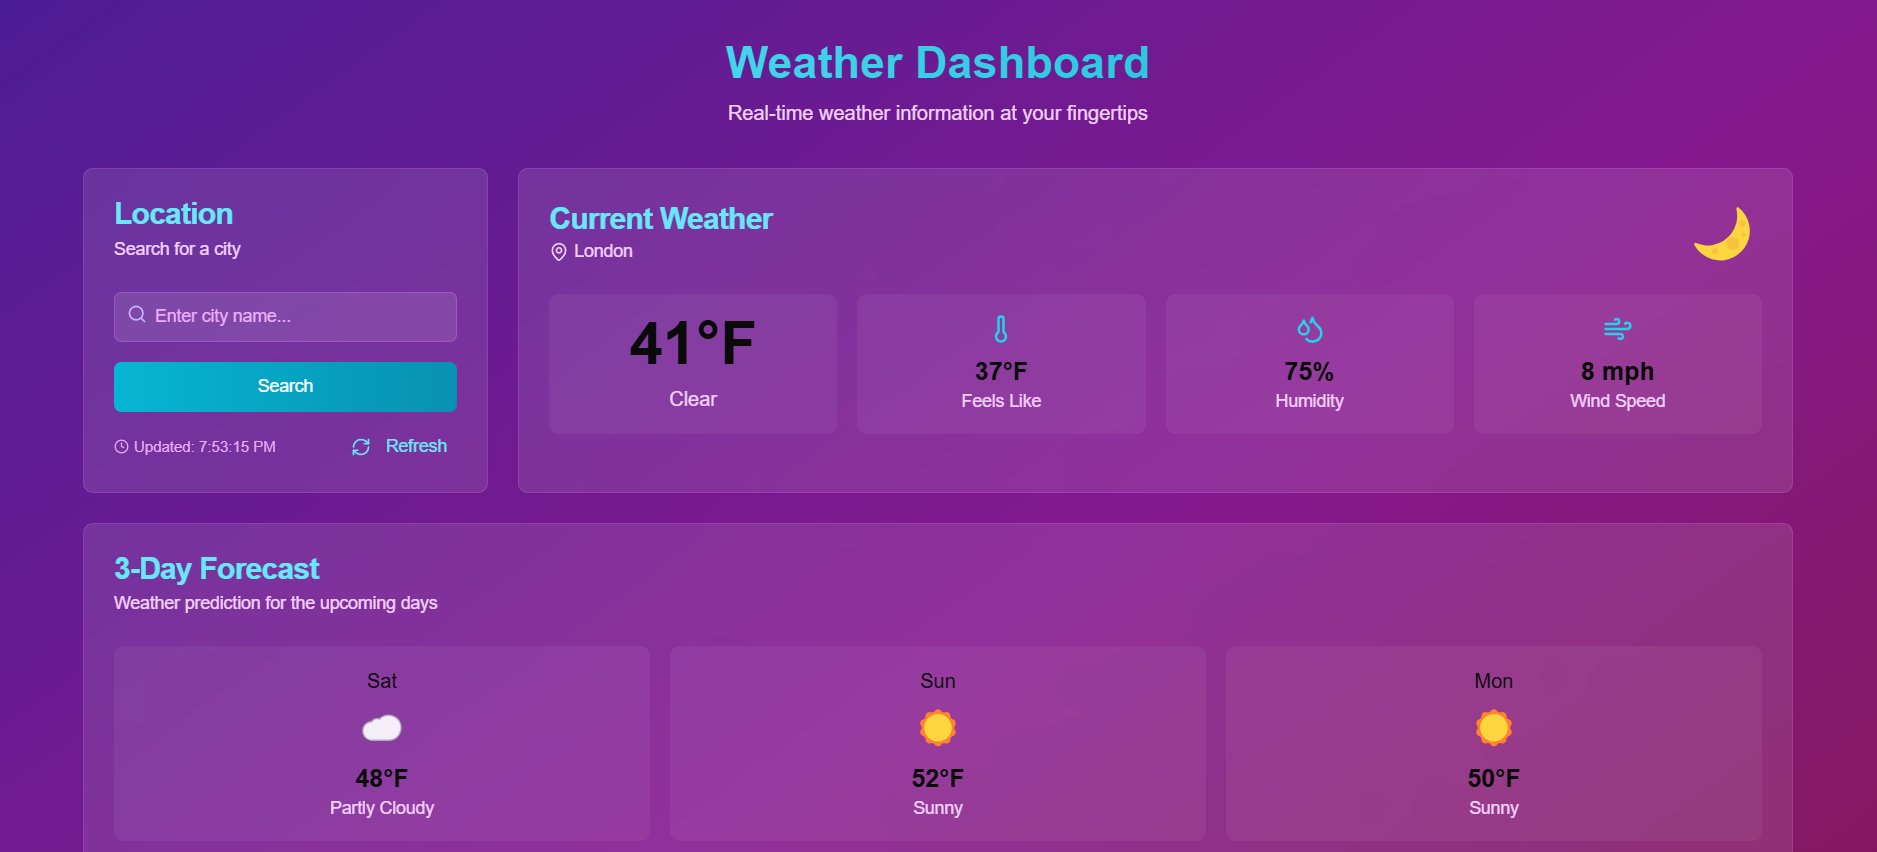 Weather Dashboard
Real-time weather information at your fingertips
Location
Search for a city
Enter city name...
Search
Updated: 7:53:15 PM
Refresh
Current Weather
London
41°F
Clear
37°F
Feels Like
75%
Humidity
8 mph
Wind Speed
3-Day Forecast
Weather prediction for the upcoming days
Sat
48°F
Partly Cloudy
Sun
52°F
Sunny
Mon
50°F
Sunny